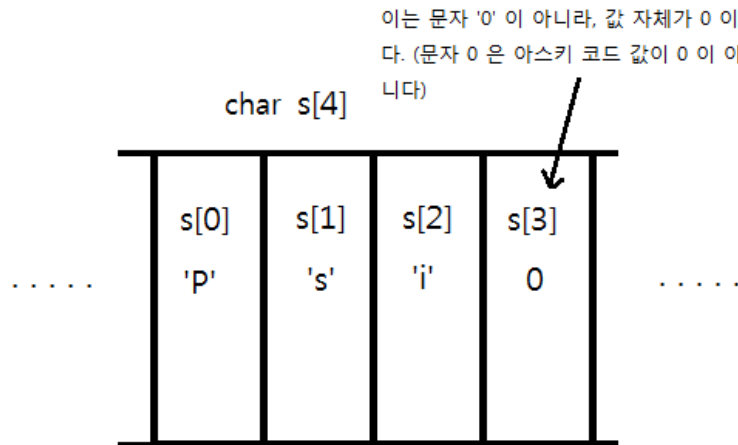 이는 문자 '0' 이 아니라, 값 자체가 0 이
다. (문자 0 은 아스키 코드 값이 0 이 아
니다)
char s[4]
s[0] s[1] s[2] s[3]
..... 'P' 's' 'i' 0 .....